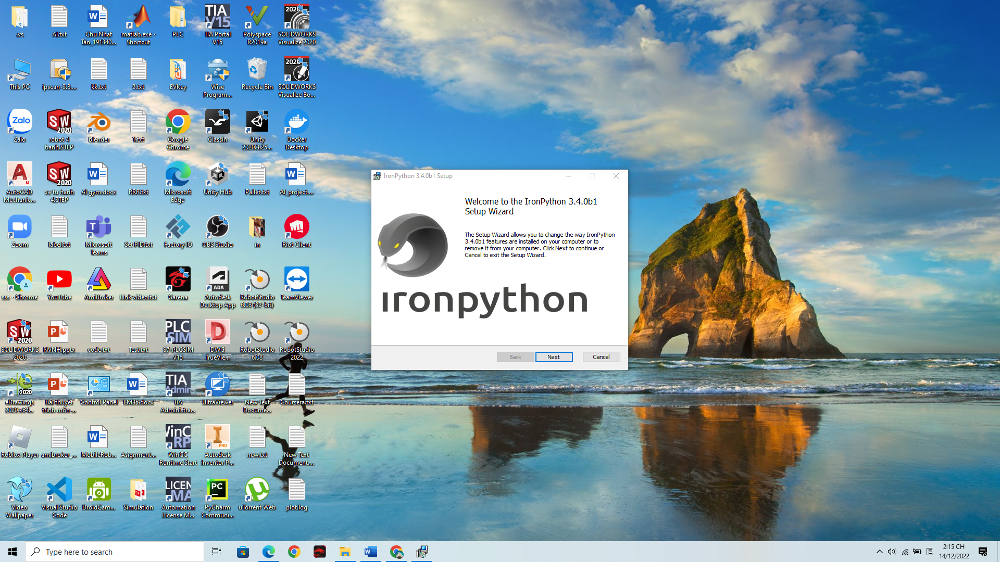 .vs
AI.txt
Chu Nhât
Tân_191340...
matlab.exe -
Shortcut
PLC
TIA Portal
V15
Polyspace
R2019a
SOLIDWORKS
Visualize 2020
This PC
ipscan-3.8....
kk.txt
2.txt
EVKey
Wise
Program...
Recycle Bin
SOLIDWORKS
Visualize Bo...
Zalo
Zalo
robot 4
banh.STEP
blender
1.txt
Google
Chrome
ClassIn
Unity
2020.3.25...
Docker
Desktop
AutoCAD
Mechanic...
xe tu hanh
4.STEP
AI gym.docx
RRR.txt
Microsoft
Edge
Unity Hub
Pallet.txt
AI_project....
Zoom
label.txt
Microsoft
Teams
Set PID.txt
Factory IO
OBS Studio
in
Riot Client
sss - Chrome
YouTube
AmiBroker
Link video.txt
Garena
Autodesk
Desktop App
RobotStudio
6.08 (32-bit)
TeamViewer
SOLIDWORKS
2020
NVNH.pptx
code.txt
Test.txt
S7-PLCSIM
V15
DWG
TrueVie...
RobotStudio
6.08
RobotStudio
2022
eDrawings
2020 x64...
Bài thuyết
trình môn ...
Control Panel
LM35.docx
TIA
Administra...
UltraViewer
New Text
Docume...
Coursera.txt
Roblox Player
amibroker_...
MobileRob...
Asignment...
WinCC
Runtime Start
Autodesk
Inventor P...
new.txt
New Text
Document....
Video
Wallpaper
Visual Studio
Code
DroidCam...
Simulation
Automation
License M...
PyCharm
Communi...
uTorrent Web
plot.log
IronPython 3.4.0b1 Setup
Welcome to the IronPython 3.4.0b1
Setup Wizard
The Setup Wizard allows you to change the way IronPython
3.4.0b1 features are installed on your computer or to
remove it from your computer. Click Next to continue or
Cancel to exit the Setup Wizard.
ironpython
Back
Next
Cancel
Type here to search
2:15 CH
14/12/2022